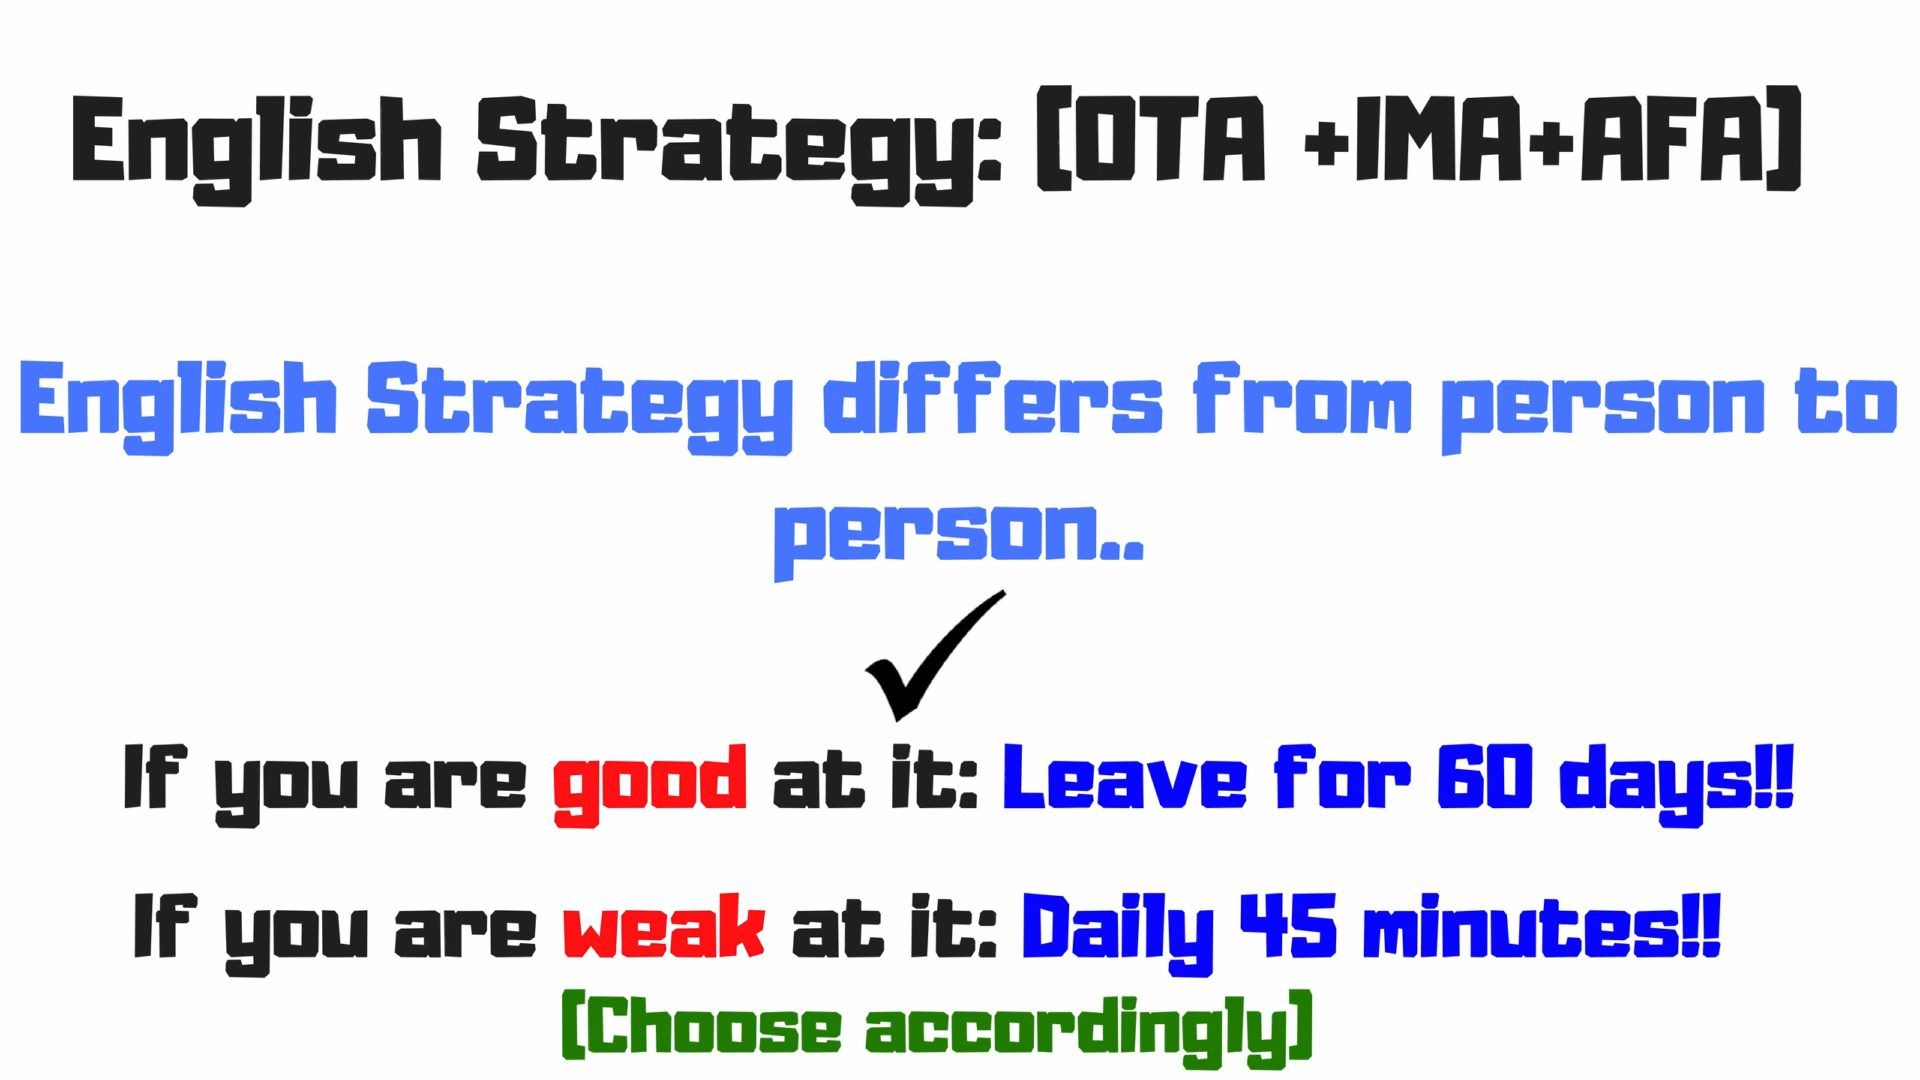 English Strategy: [OTA +IMA+AFA]
English Strategy differs from person to
person..
If you are good at it: Leave for 60 days!!
If you are weak at it: Daily 45 minutes!!
[Choose accordingly]